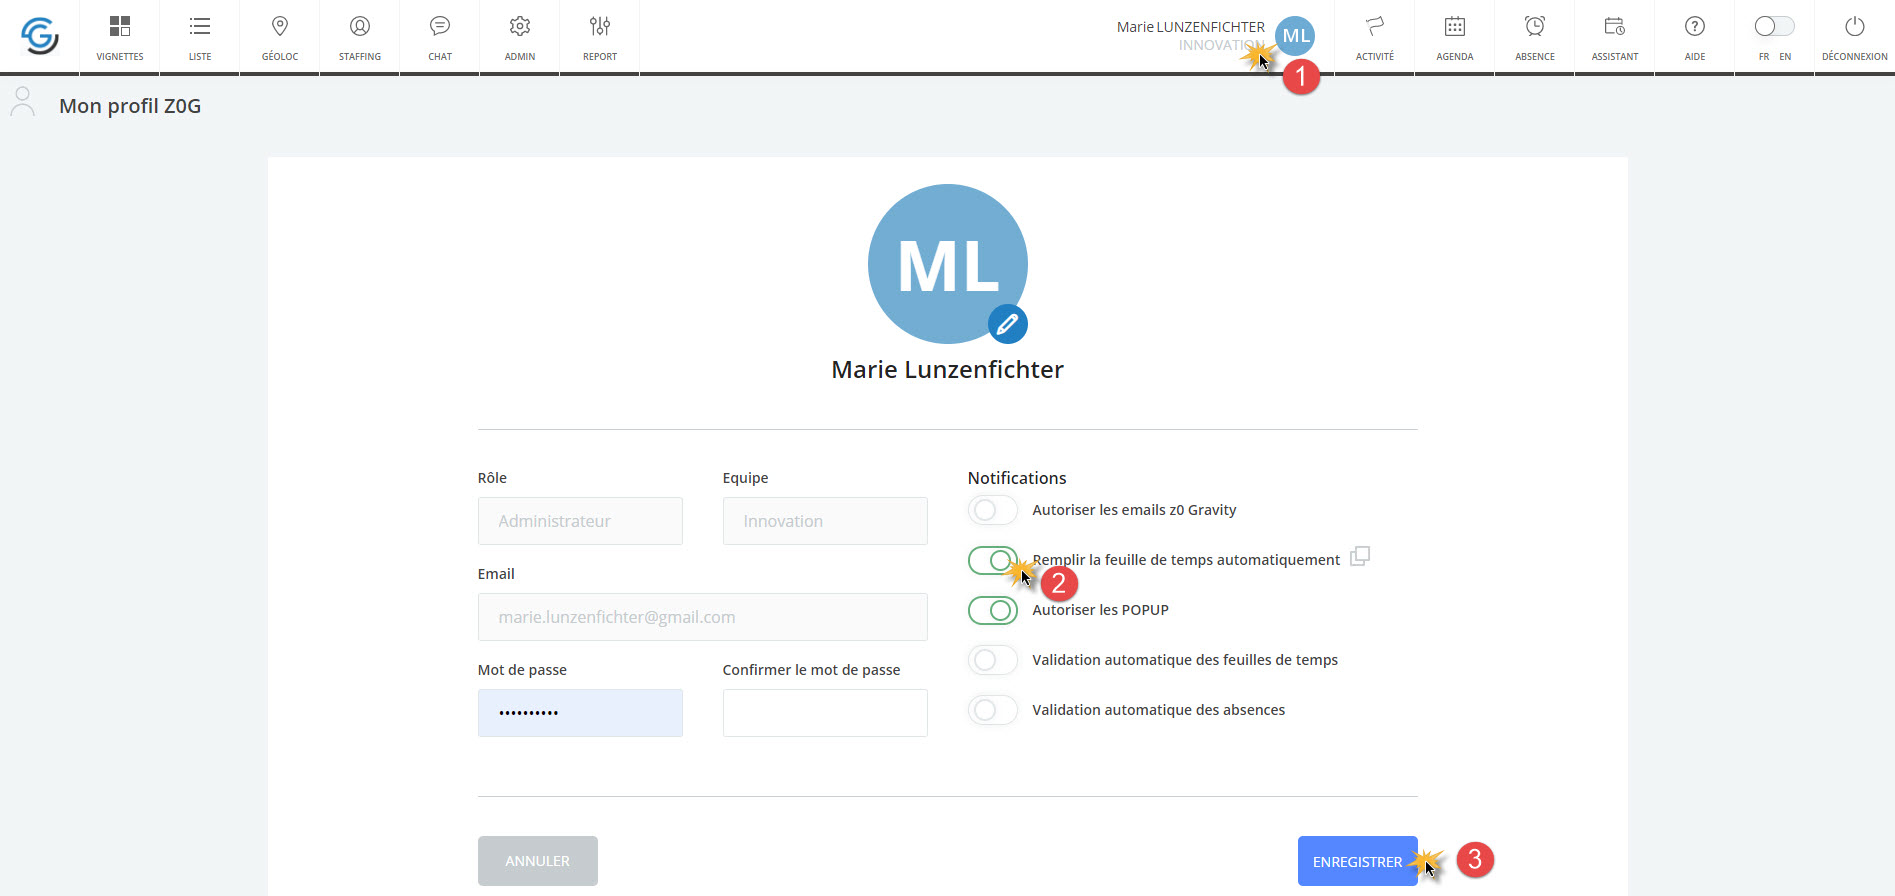 VIGNETTES LISTE GÉOLOC STAFFING CHAT ADMIN REPORT
Marie LUNZENFICHTER
INNOVATION
ML
1
ACTIVITÉ AGENDA ABSENCE ASSISTANT AIDE FR EN DÉCONNEXION
Mon profil Z0G
ML
Marie Lunzenfichter
Rôle Equipe
Administrateur Innovation
Email
marie.lunzenfichter@gmail.com
Mot de passe Confirmer le mot de passe
••••••••••
Notifications
Autoriser les emails z0 Gravity
Remplir la feuille de temps automatiquement
2
Autoriser les POPUP
Validation automatique des feuilles de temps
Validation automatique des absences
ANNULER ENREGISTRER 3